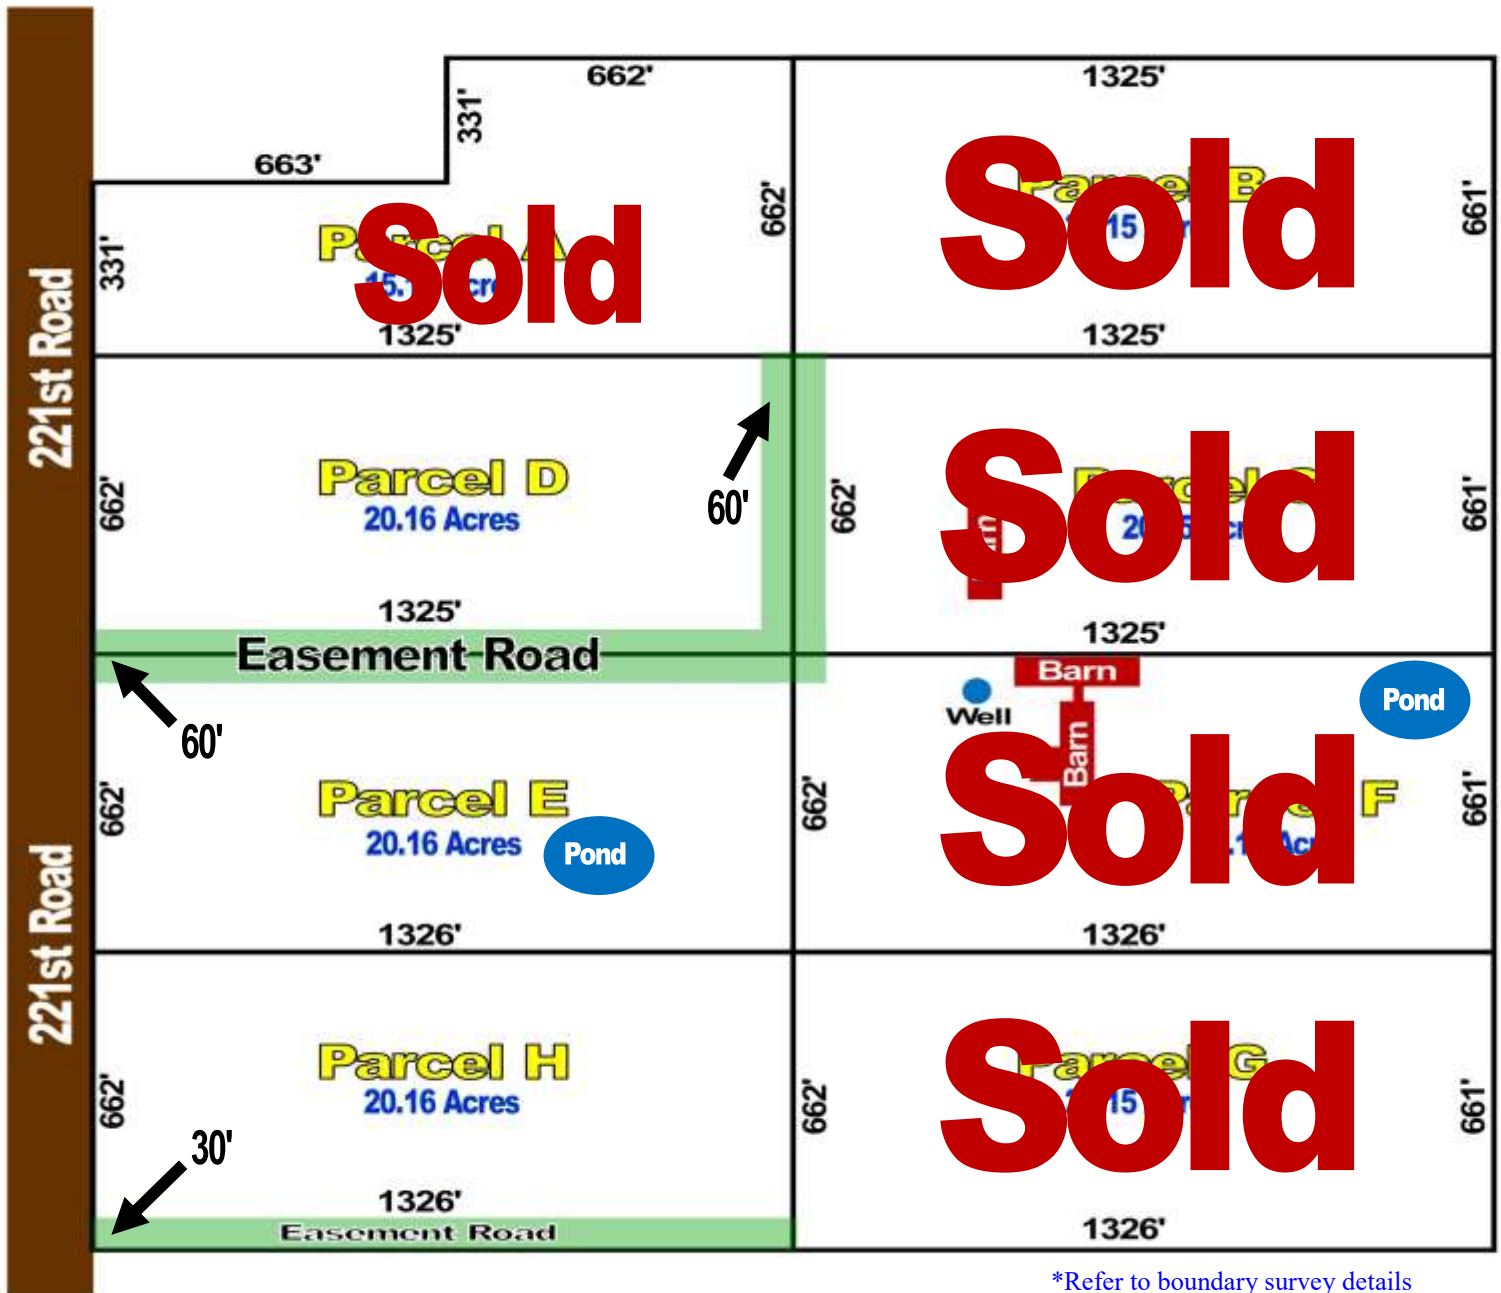 662'
1325'
331'
663'
662'
661'
331'
Sold
Sold
1325'
1325'
221st Road
Parcel D
20.16 Acres
662'
60'
662'
Sold
661'
1325'
1325'
Easement Road
60'
Barn
Well
Barn
Pond
Parcel E
20.16 Acres
Pond
662'
662'
Sold
F
661'
1326'
1326'
221st Road
Parcel H
20.16 Acres
662'
662'
Sold
661'
30'
1326'
Easement Road
1326'
*Refer to boundary survey details